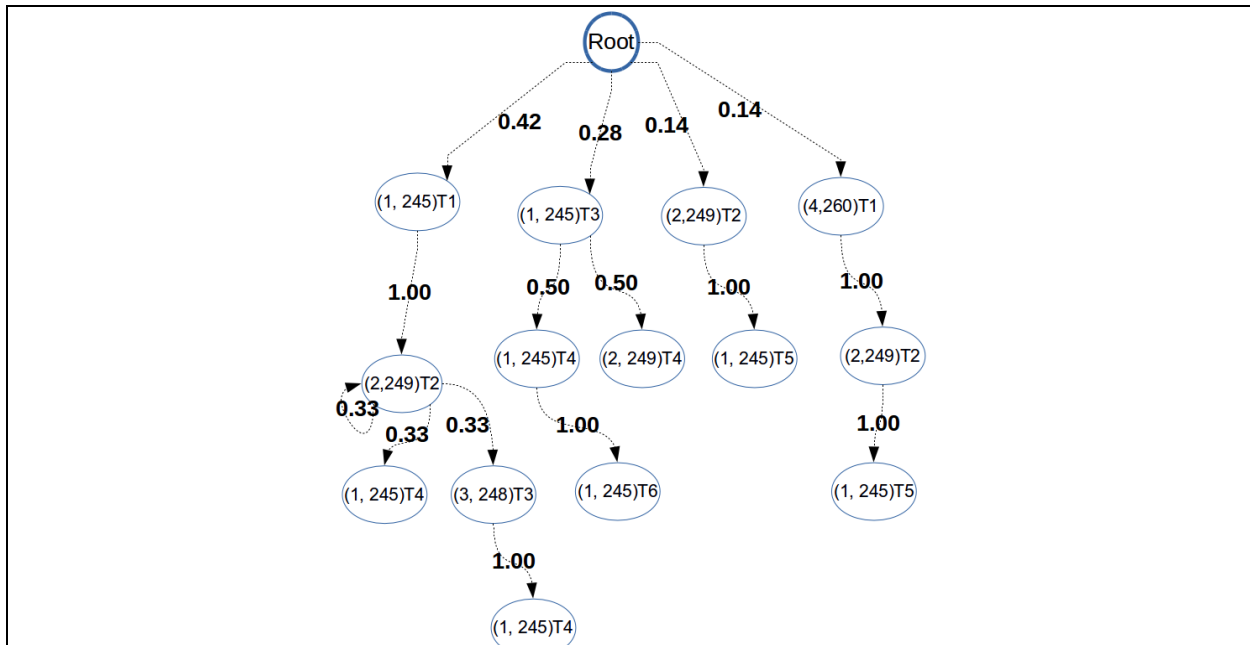 Root
0.42
0.28
0.14
0.14
(1, 245)T1
(1, 245)T3
(2,249)T2
(4,260)T1
1.00
0.50
0.50
1.00
1.00
(2,249)T2
(1, 245)T4
(2, 249)T4
(1, 245)T5
(2,249)T2
0.33
0.33
0.33
1.00
1.00
(1, 245)T4
(3, 248)T3
(1, 245)T6
(1, 245)T5
1.00
(1, 245)T4